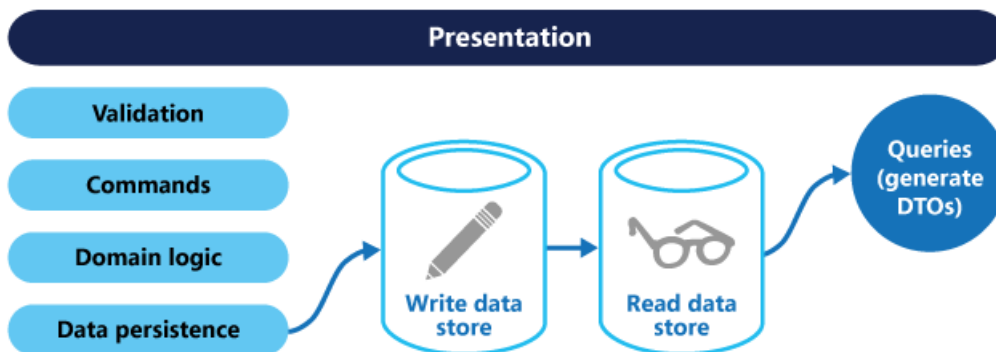 Presentation
Validation
Commands
Domain logic
Data persistence
Write data
store
Read data
store
Queries
(generate
DTOs)